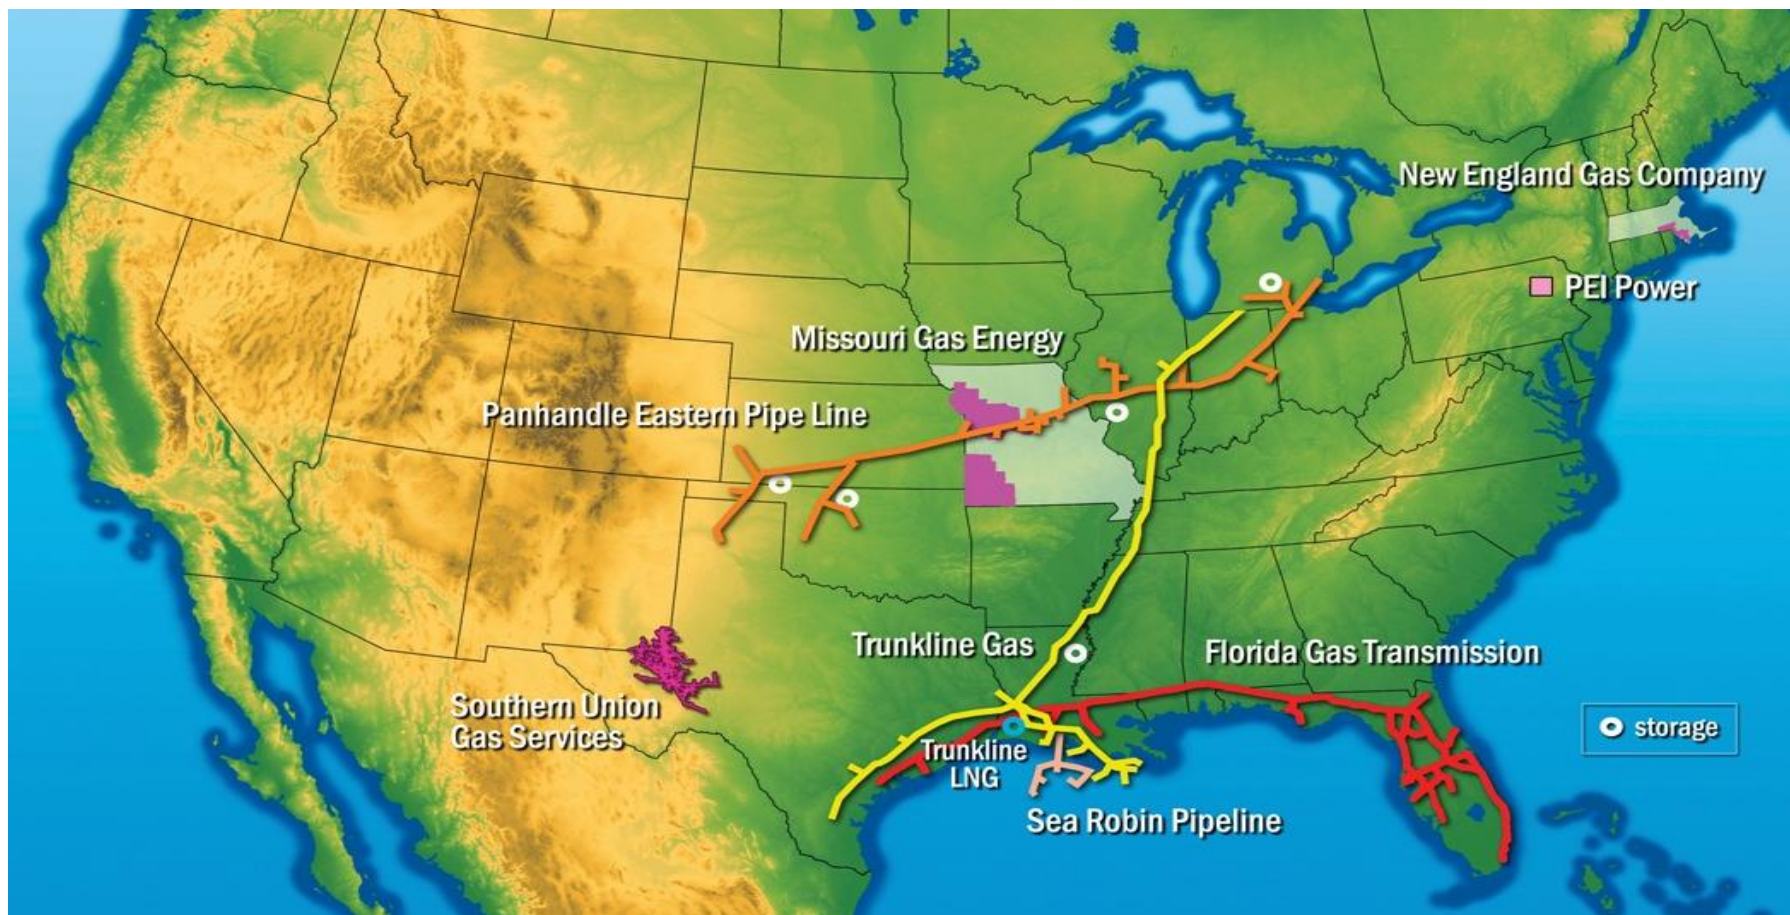 New England Gas Company
PEI Power
Missouri Gas Energy
Panhandle Eastern Pipe Line
Trunkline Gas
Florida Gas Transmission
Southern Union
Gas Services
storage
Trunkline
LNG
Sea Robin Pipeline